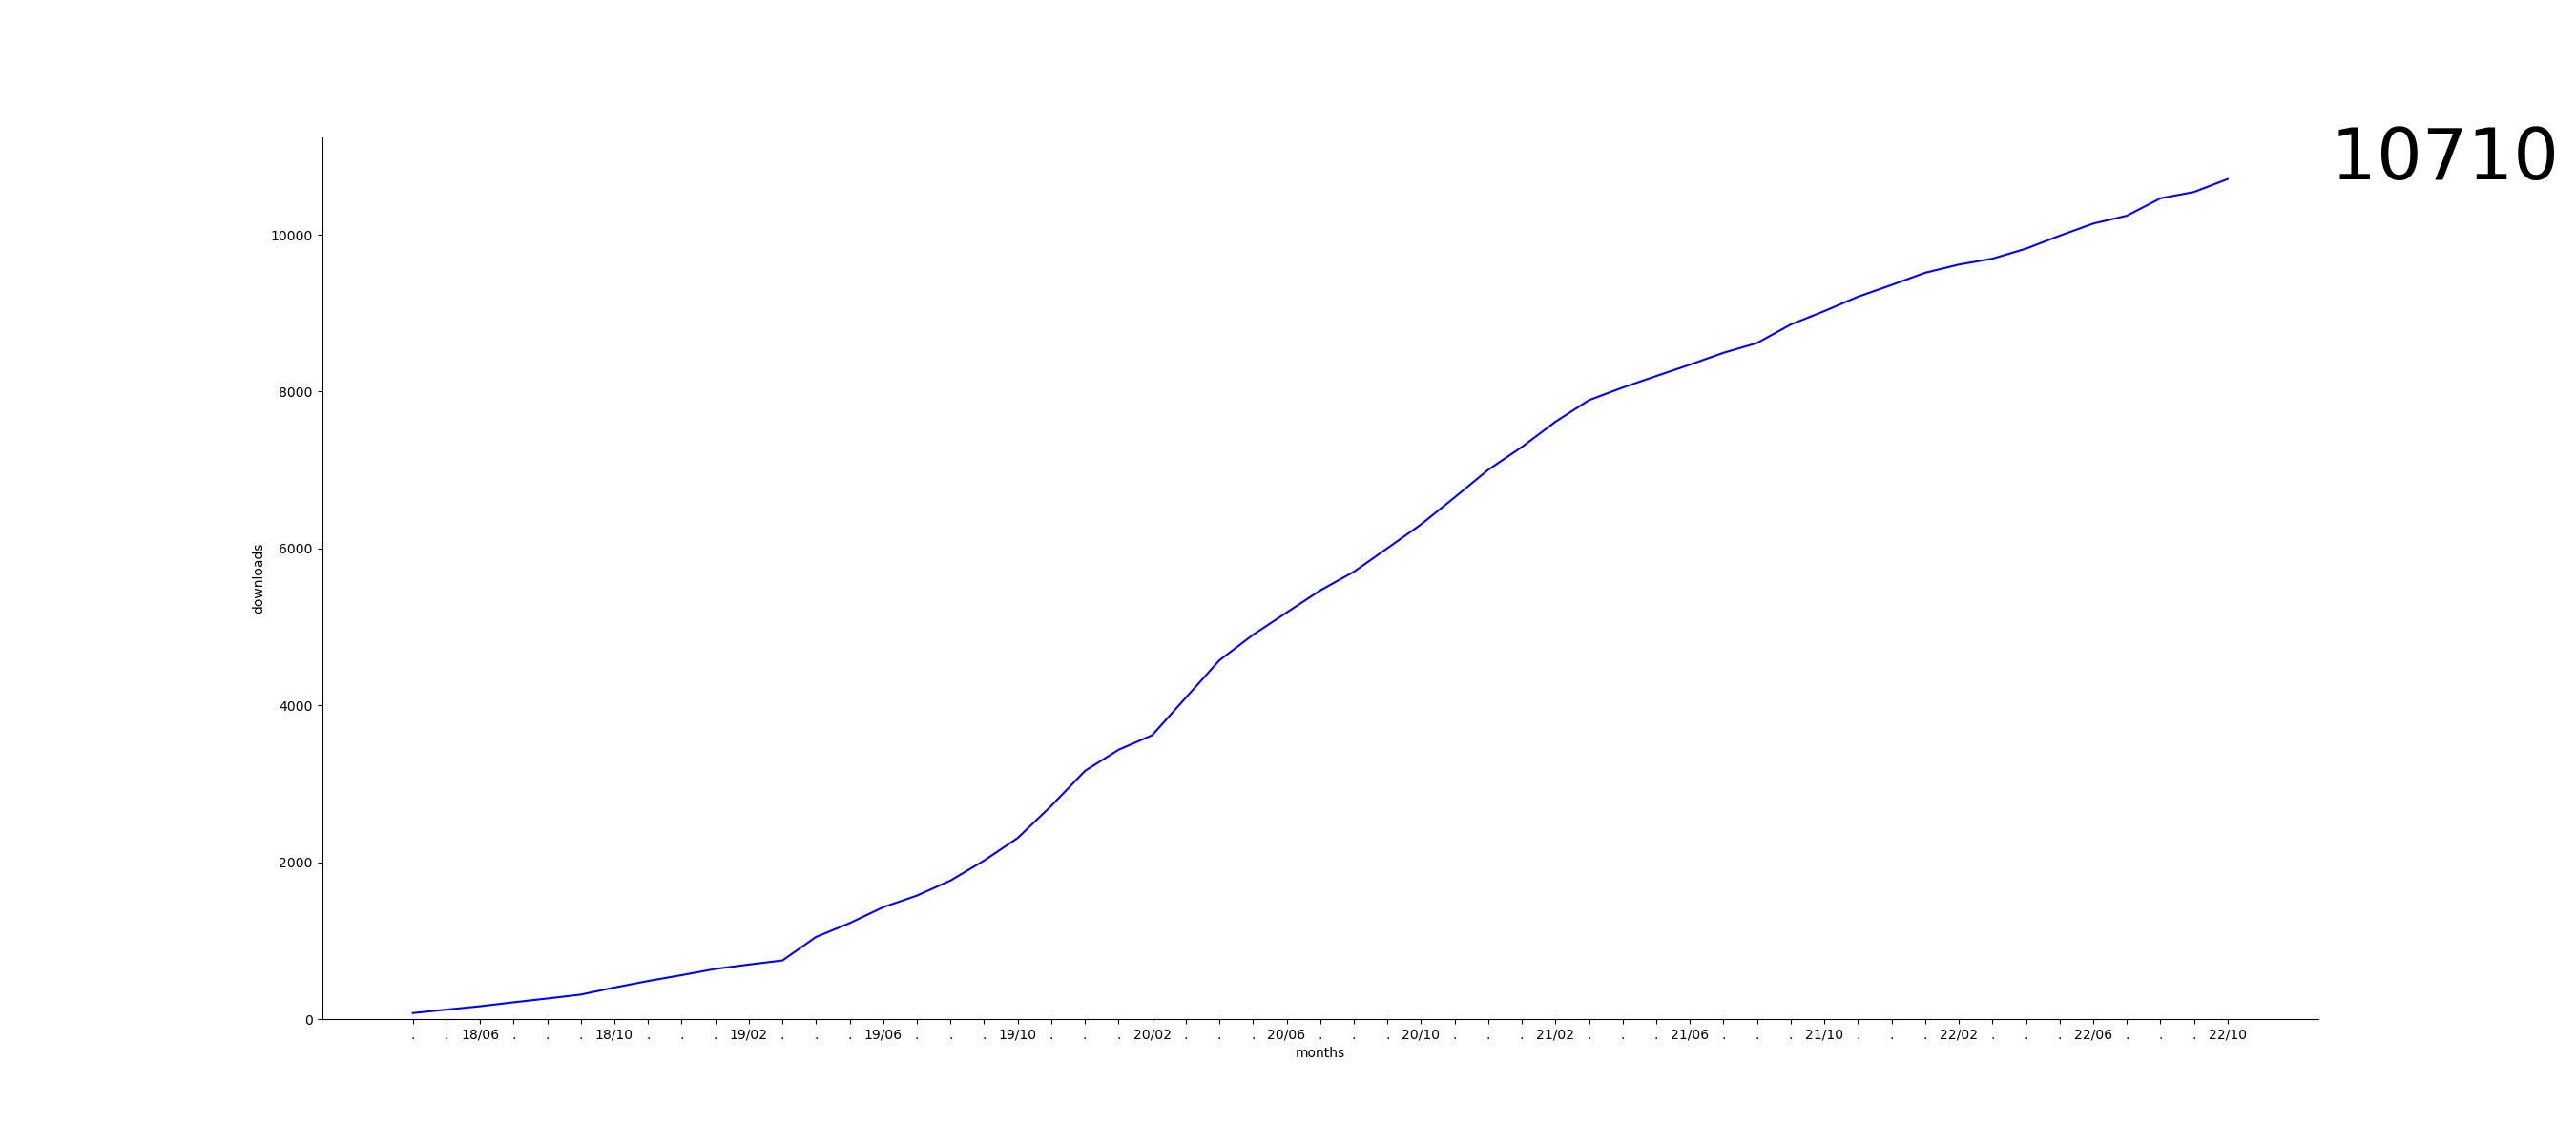 10710
10000
8000
6000
4000
2000
0
downloads
. . 18/06 . . . 18/10 . . . 19/02 . . . 19/06 . . . 19/10 . . . 20/02 . . . 20/06 . . . 20/10 . . . 21/02 . . . 21/06 . . . 21/10 . . . 22/02 . . . 22/06 . . . 22/10
months